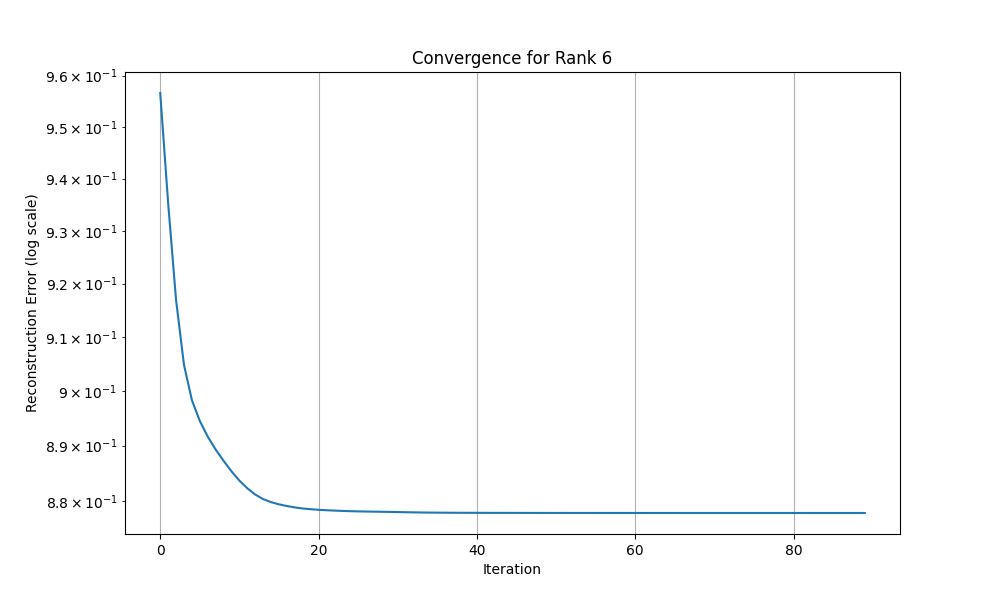 Convergence for Rank 6
Reconstruction Error (log scale)
9.6 × 10⁻¹
9.5 × 10⁻¹
9.4 × 10⁻¹
9.3 × 10⁻¹
9.2 × 10⁻¹
9.1 × 10⁻¹
9 × 10⁻¹
8.9 × 10⁻¹
8.8 × 10⁻¹
0 20 40 60 80
Iteration